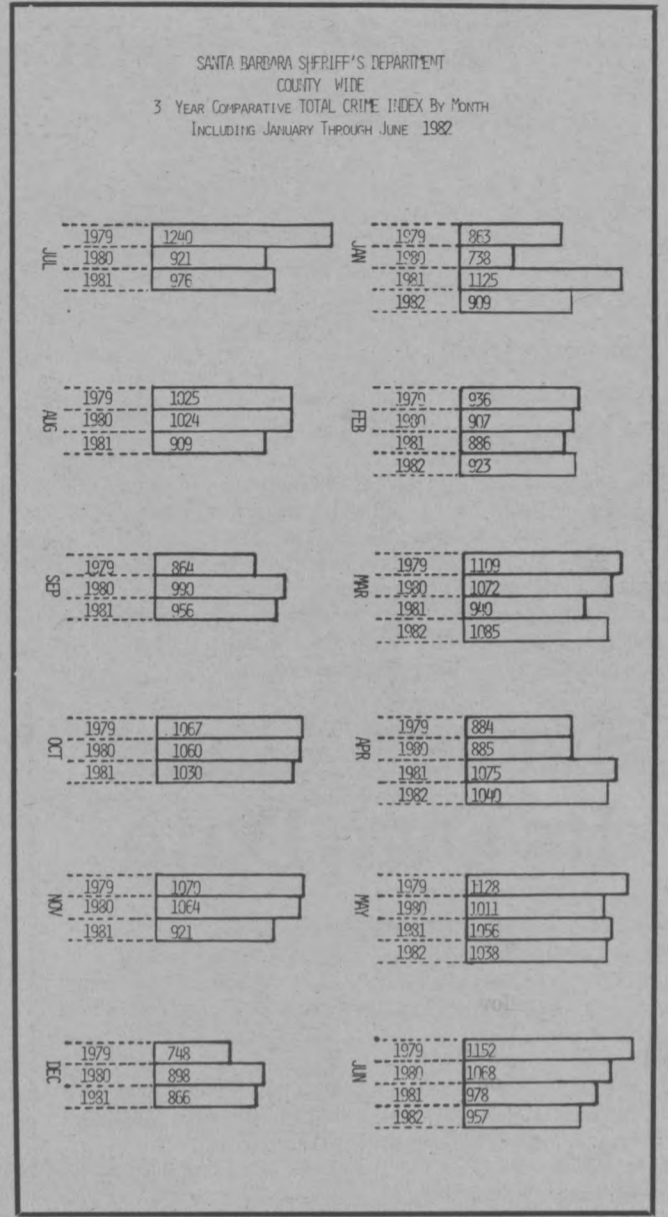 SANTA BARBARA SHERIFF'S DEPARTMENT
COUNTY WIDE
3 YEAR COMPARATIVE TOTAL CRIME INDEX BY MONTH
INCLUDING JANUARY THROUGH JUNE 1982
JUL
1979 1240
1980 921
1981 976
JAN
1979 863
1980 738
1981 1125
1982 909
AUG
1979 1025
1980 1024
1981 909
FEB
1979 936
1980 907
1981 886
1982 923
SEP
1979 864
1980 990
1981 956
MAR
1979 1109
1980 1072
1981 940
1982 1085
OCT
1979 1067
1980 1060
1981 1030
APR
1979 884
1980 885
1981 1075
1982 1040
NOV
1979 1070
1980 1064
1981 921
MAY
1979 1128
1980 1011
1981 1056
1982 1038
DEC
1979 748
1980 898
1981 866
JUN
1979 1152
1980 1068
1981 978
1982 957